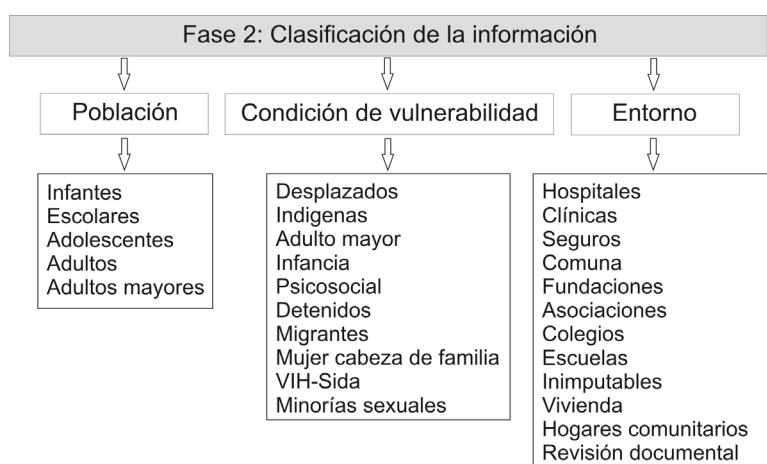 Fase 2: Clasificación de la información
Población
Condición de vulnerabilidad
Entorno
Infantes
Escolares
Adolescentes
Adultos
Adultos mayores
Desplazados
Indigenas
Adulto mayor
Infancia
Psicosocial
Detenidos
Migrantes
Mujer cabeza de familia
VIH-Sida
Minorías sexuales
Hospitales
Clínicas
Seguros
Comuna
Fundaciones
Asociaciones
Colegios
Escuelas
Inimputables
Vivienda
Hogares comunitarios
Revisión documental